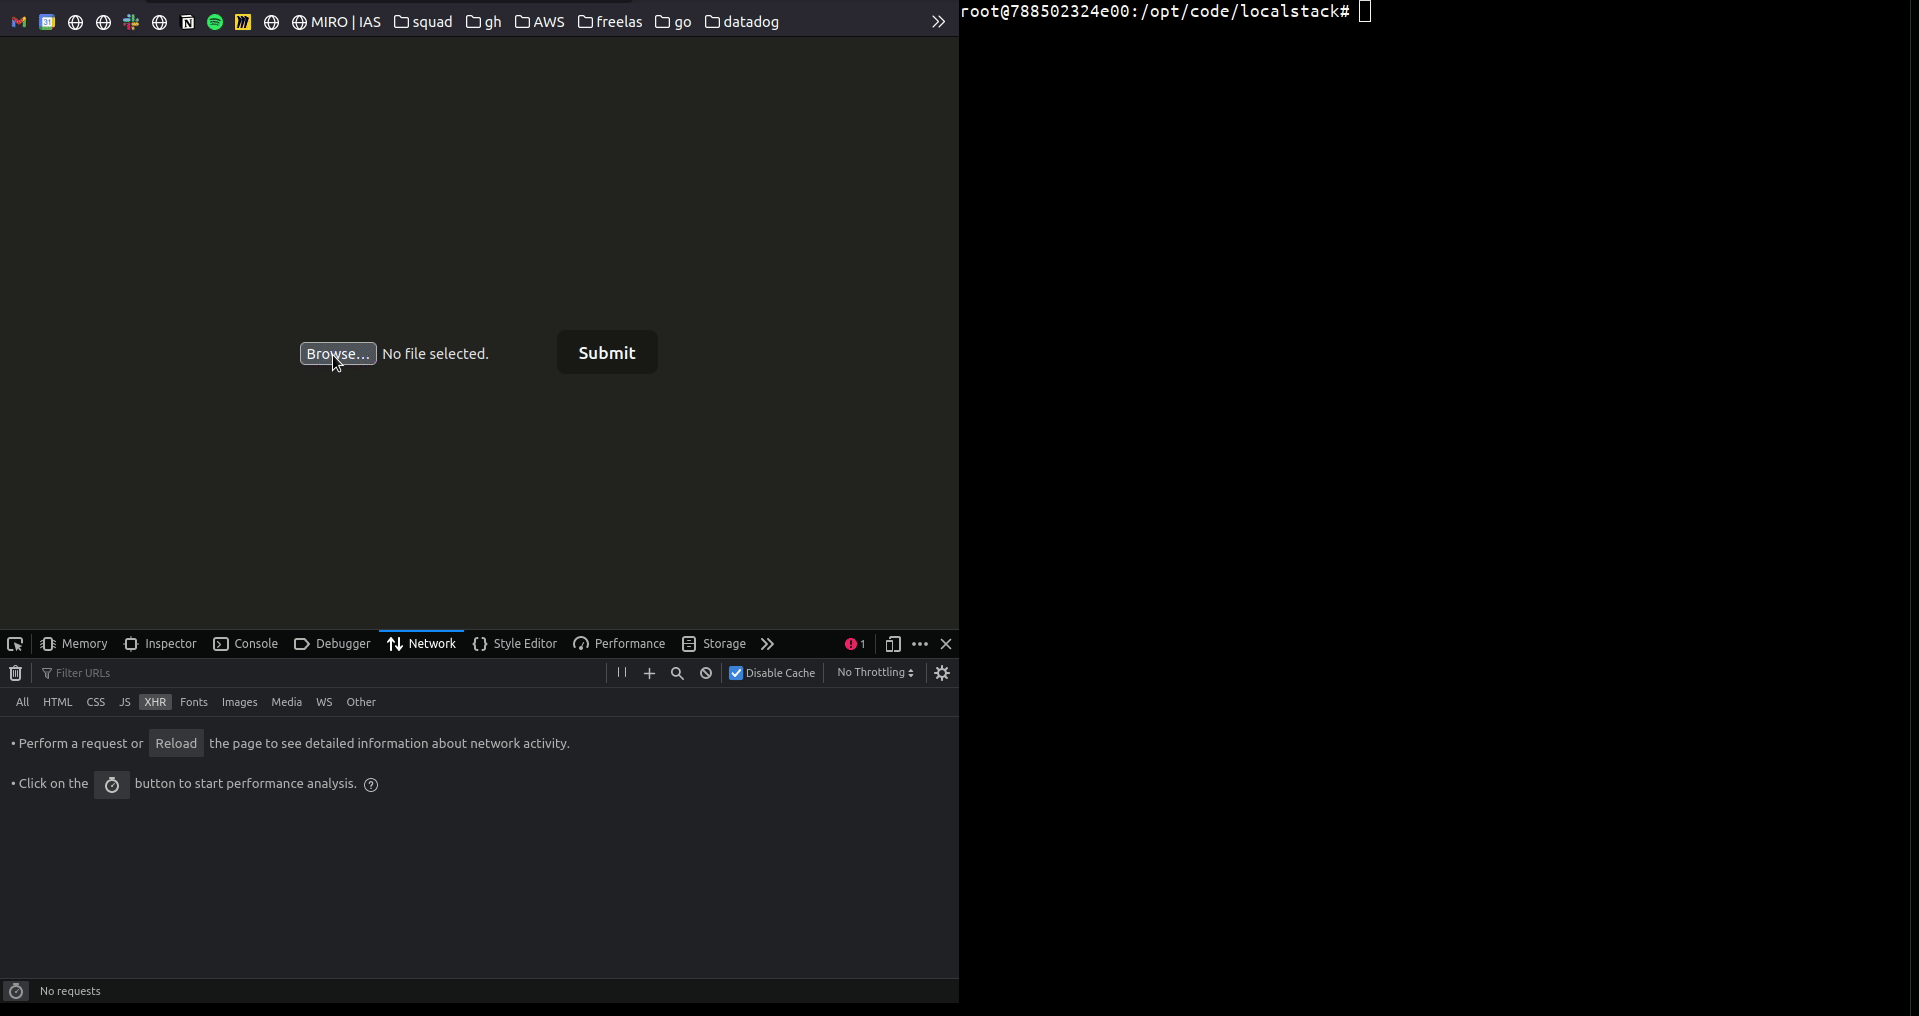 MIRO | IAS squad gh AWS freelas go datadog
root@788502324e00:/opt/code/localstack#
Browse... No file selected. Submit
Memory Inspector Console Debugger Network Style Editor Performance Storage 1
Filter URLs Disable Cache No Throttling
All HTML CSS JS XHR Fonts Images Media WS Other
• Perform a request or Reload the page to see detailed information about network activity.
• Click on the button to start performance analysis. ?
No requests